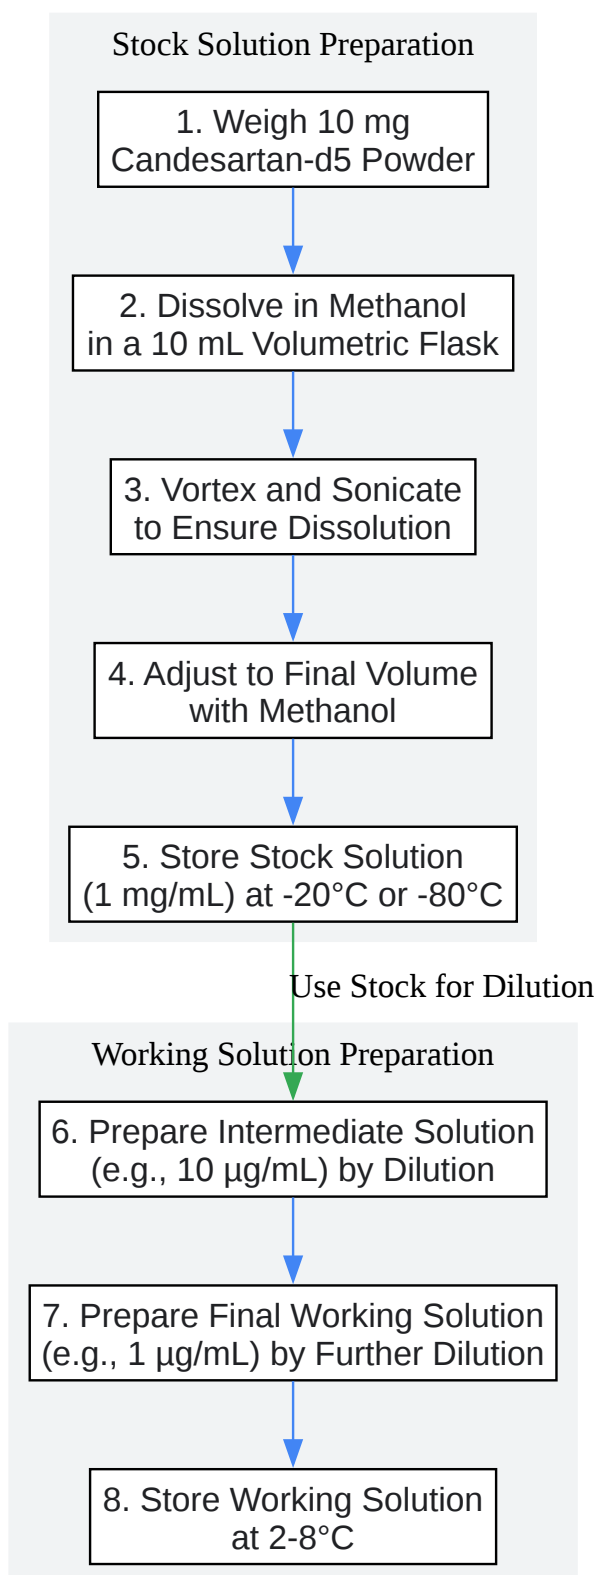 Stock Solution Preparation
1. Weigh 10 mg
Candesartan-d5 Powder
2. Dissolve in Methanol
in a 10 mL Volumetric Flask
3. Vortex and Sonicate
to Ensure Dissolution
4. Adjust to Final Volume
with Methanol
5. Store Stock Solution
(1 mg/mL) at -20°C or -80°C
Use Stock for Dilution
Working Solution Preparation
6. Prepare Intermediate Solution
(e.g., 10 µg/mL) by Dilution
7. Prepare Final Working Solution
(e.g., 1 µg/mL) by Further Dilution
8. Store Working Solution
at 2-8°C